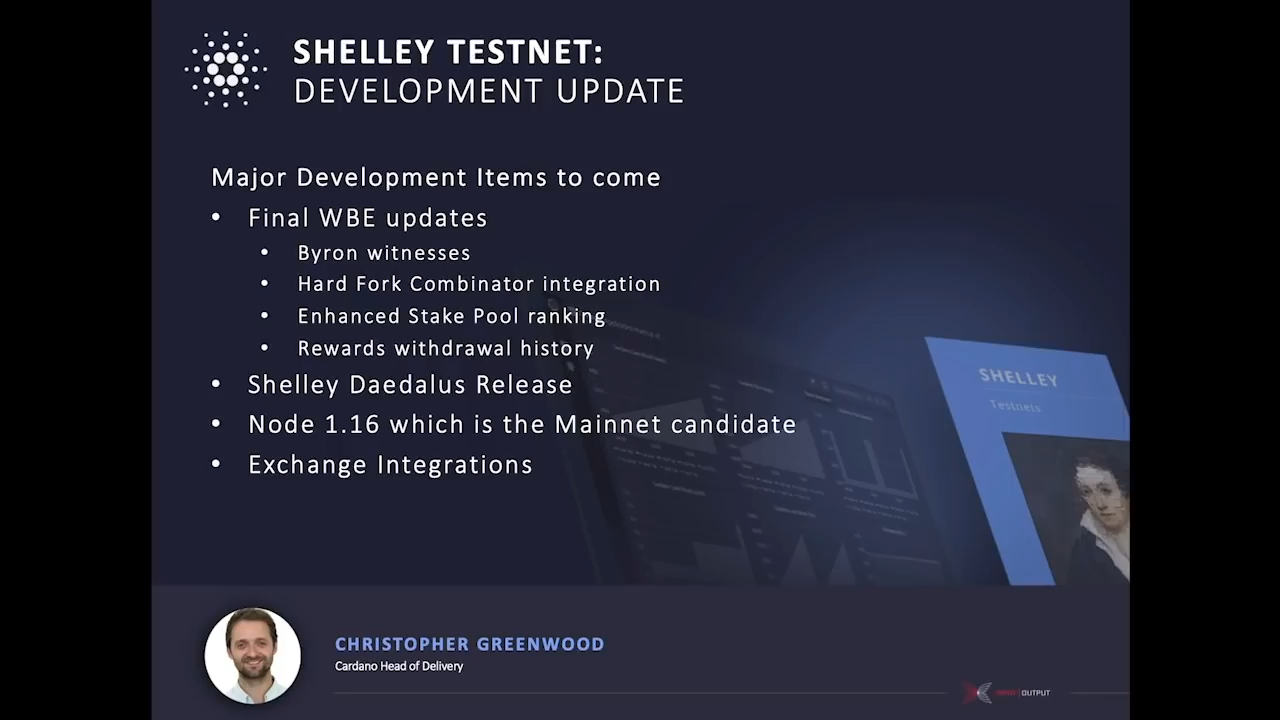 SHELLEY TESTNET:
DEVELOPMENT UPDATE
Major Development Items to come
• Final WBE updates
• Byron witnesses
• Hard Fork Combinator integration
• Enhanced Stake Pool ranking
• Rewards withdrawal history
• Shelley Daedalus Release
• Node 1.16 which is the Mainnet candidate
• Exchange Integrations
SHELLEY
Testnets
CHRISTOPHER GREENWOOD
Cardano Head of Delivery
OUTPUT